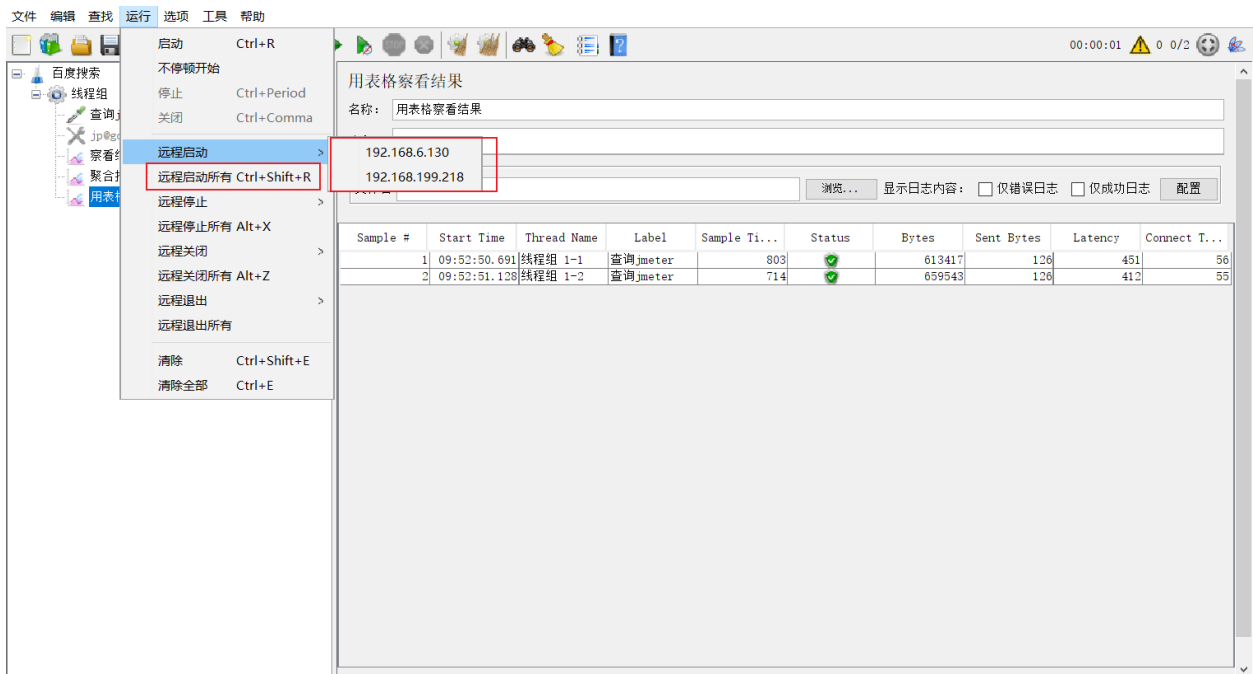 文件 编辑 查找 运行 选项 工具 帮助
00:00:01 0 0/2
百度搜索
线程组
查询j
jp@gc
察看结
聚合报
用表格
启动 Ctrl+R
不停顿开始
停止 Ctrl+Period
关闭 Ctrl+Comma
远程启动 >
远程启动所有 Ctrl+Shift+R
远程停止 >
远程停止所有 Alt+X
远程关闭 >
远程关闭所有 Alt+Z
远程退出 >
远程退出所有
清除 Ctrl+Shift+E
清除全部 Ctrl+E
192.168.6.130
192.168.199.218
用表格察看结果
名称： 用表格察看结果
浏览... 显示日志内容： 仅错误日志 仅成功日志 配置
Sample # Start Time Thread Name Label Sample Ti... Status Bytes Sent Bytes Latency Connect T...
1 09:52:50.691 线程组 1-1 查询jmeter 803 613417 126 451 56
2 09:52:51.128 线程组 1-2 查询jmeter 714 659543 126 412 55